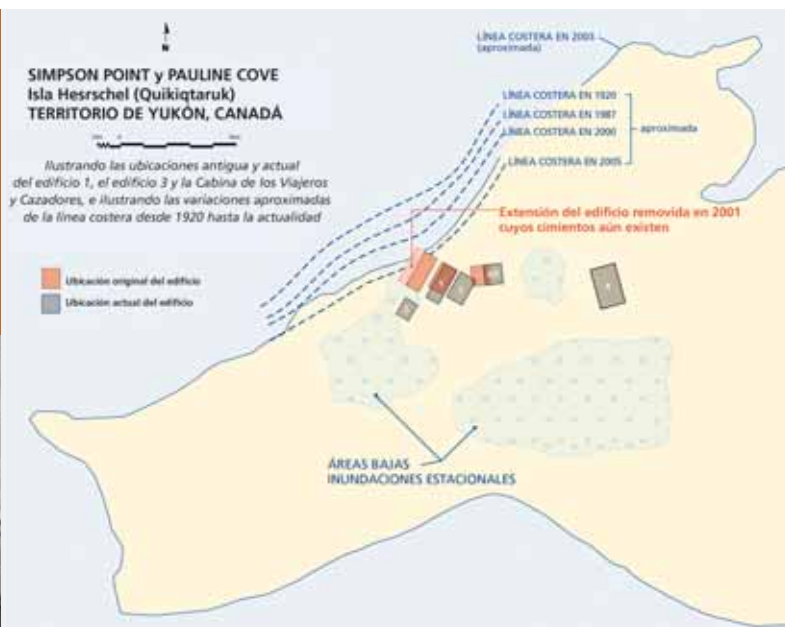 N
SIMPSON POINT y PAULINE COVE
Isla Hesrschel (Quikiqtaruk)
TERRITORIO DE YUKÓN, CANADÁ
Ilustrando las ubicaciones antigua y actual
del edificio 1, el edificio 3 y la Cabina de los Viajeros
y Cazadores, e ilustrando las variaciones aproximadas
de la línea costera desde 1920 hasta la actualidad
Ubicación original del edificio
Ubicación actual del edificio
LÍNEA COSTERA EN 2003
(aproximada)
LÍNEA COSTERA EN 1920
LÍNEA COSTERA EN 1987
LÍNEA COSTERA EN 2000
aproximada
LÍNEA COSTERA EN 2005
Extensión del edificio removida en 2001
cuyos cimientos aún existen
ÁREAS BAJAS
INUNDACIONES ESTACIONALES